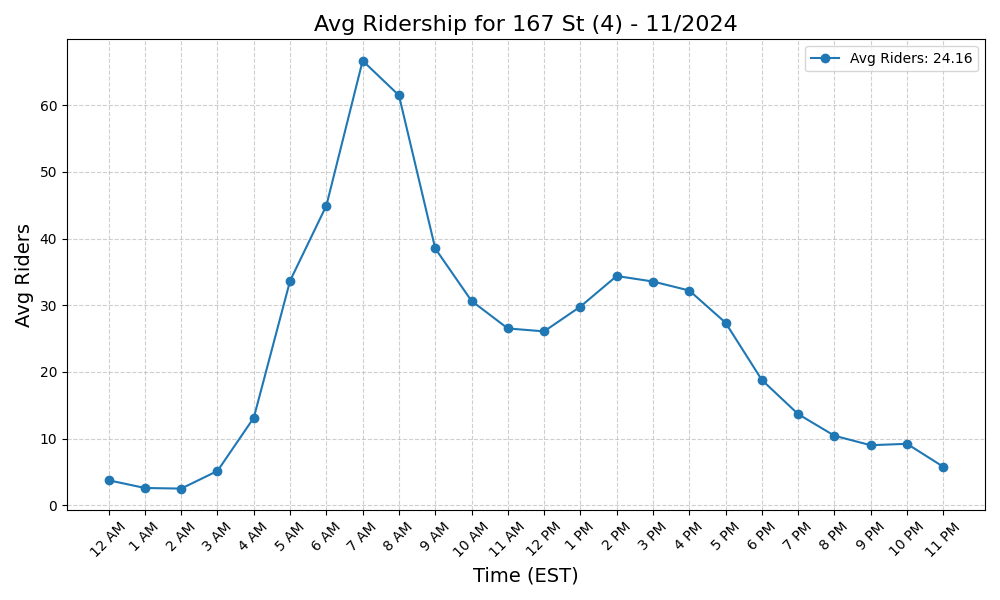 Avg Ridership for 167 St (4) - 11/2024
Avg Riders: 24.16
Avg Riders
60
50
40
30
20
10
0
12 AM
1 AM
2 AM
3 AM
4 AM
5 AM
6 AM
7 AM
8 AM
9 AM
10 AM
11 AM
12 PM
1 PM
2 PM
3 PM
4 PM
5 PM
6 PM
7 PM
8 PM
9 PM
10 PM
11 PM
Time (EST)